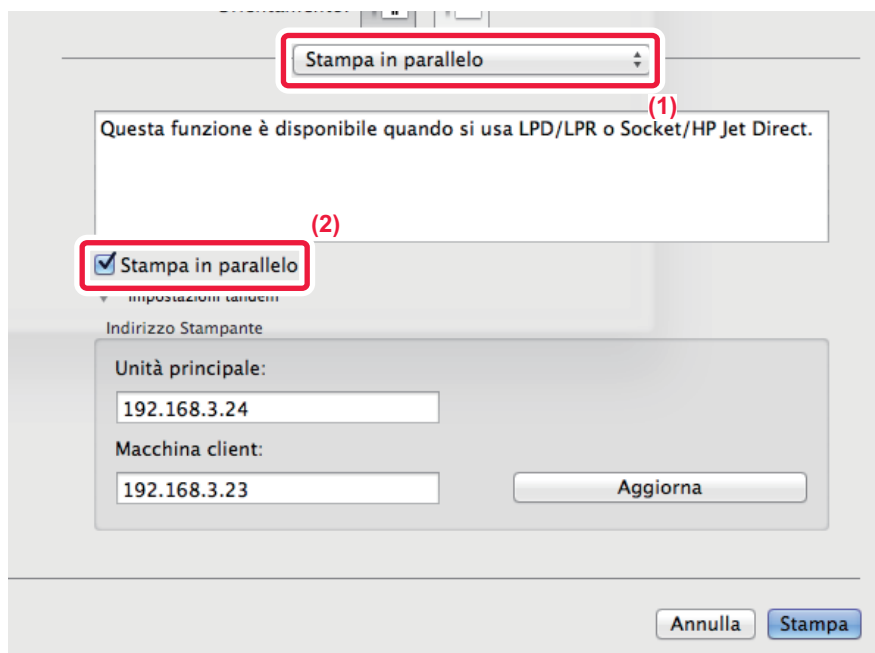 Stampa in parallelo
(1)
Questa funzione è disponibile quando si usa LPD/LPR o Socket/HP Jet Direct.
(2)
Stampa in parallelo
Impostazioni tandem
Indirizzo Stampante
Unità principale:
192.168.3.24
Macchina client:
192.168.3.23
Aggiorna
Annulla
Stampa